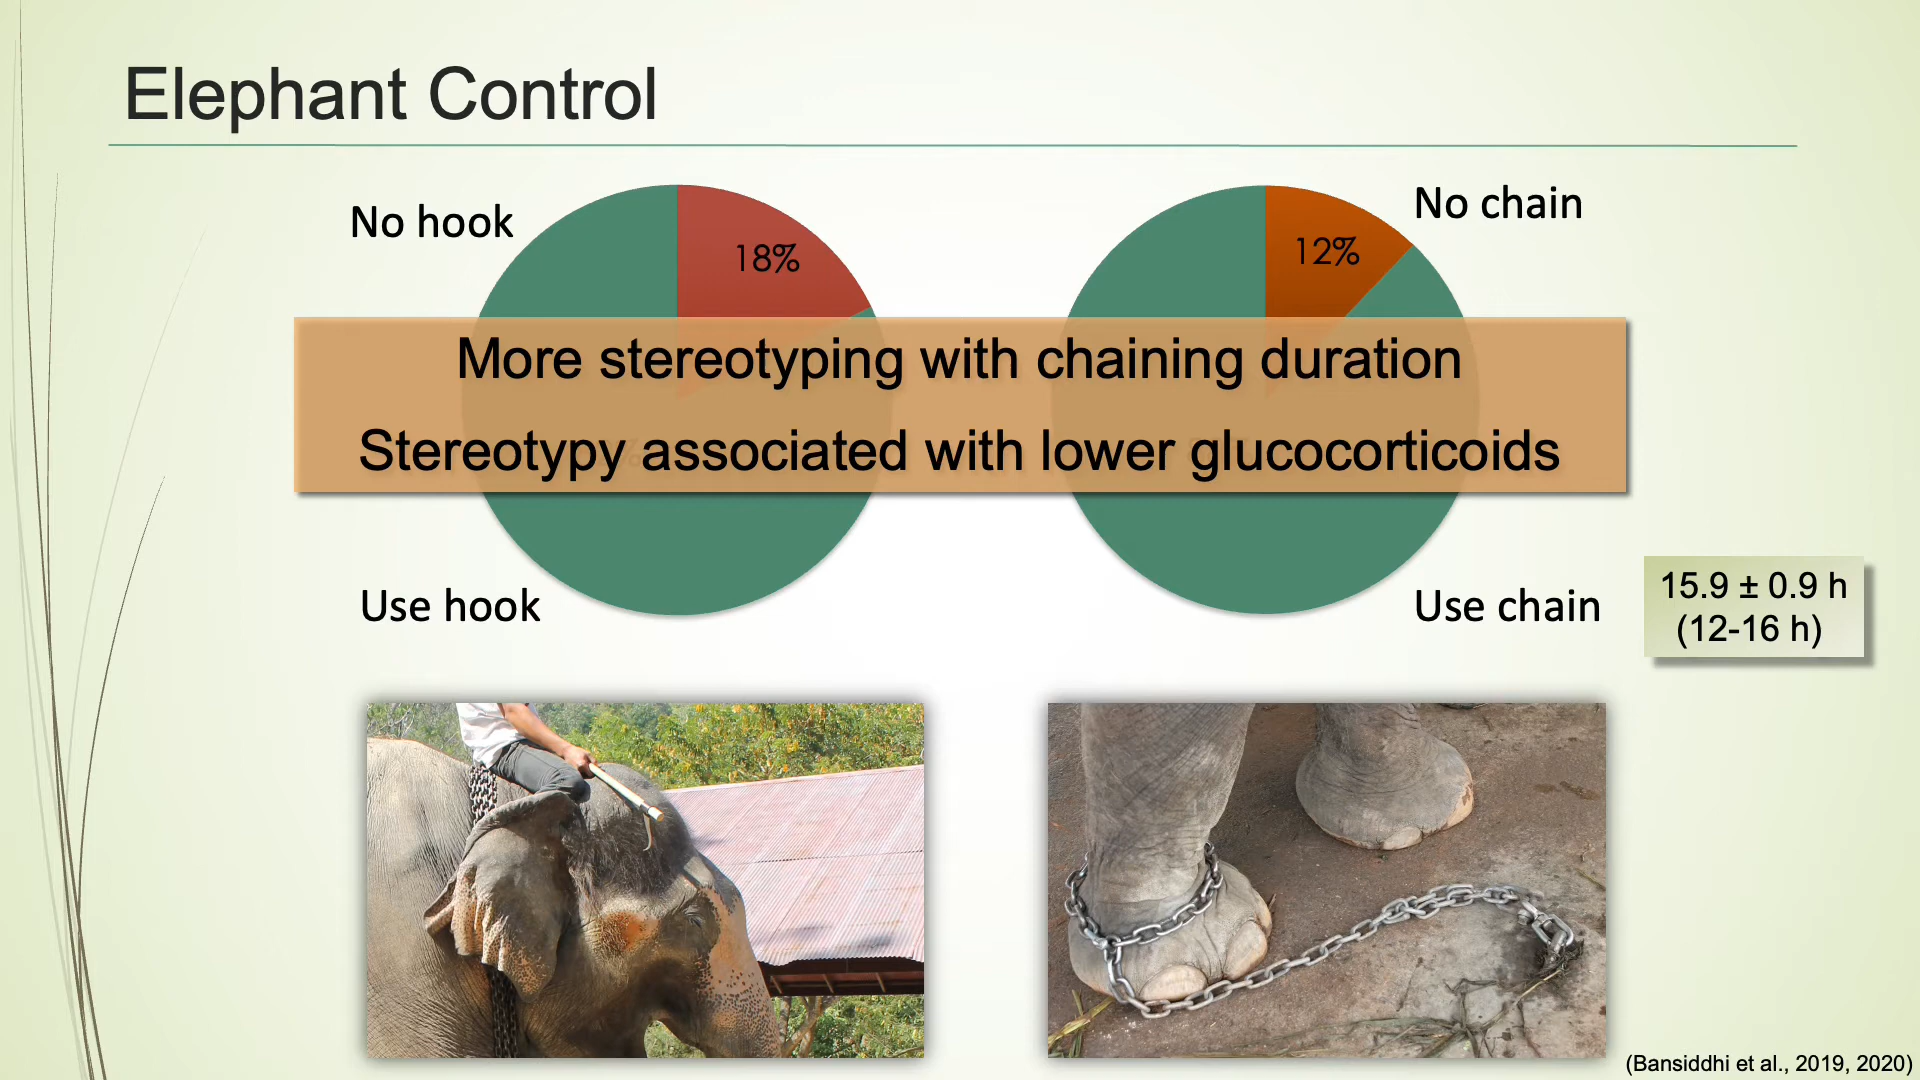 Elephant Control
No hook
18%
No chain
12%
More stereotyping with chaining duration
Stereotypy associated with lower glucocorticoids
Use hook
Use chain
15.9 ± 0.9 h
(12-16 h)
(Bansiddhi et al., 2019, 2020)